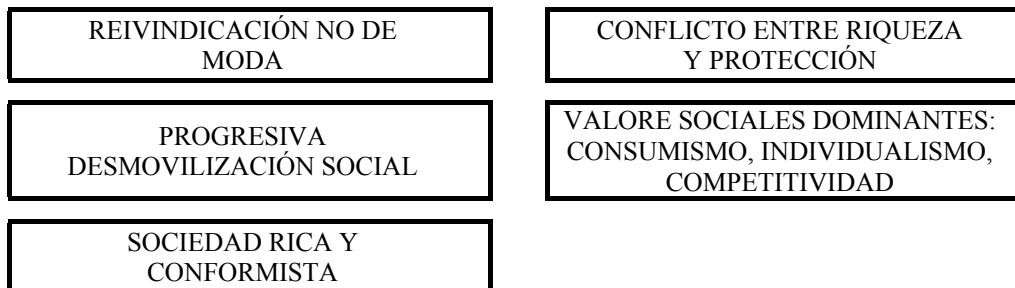 REIVINDICACIÓN NO DE
MODA
CONFLICTO ENTRE RIQUEZA
Y PROTECCIÓN
PROGRESIVA
DESMOVILIZACIÓN SOCIAL
VALORE SOCIALES DOMINANTES:
CONSUMISMO, INDIVIDUALISMO,
COMPETITIVIDAD
SOCIEDAD RICA Y
CONFORMISTA